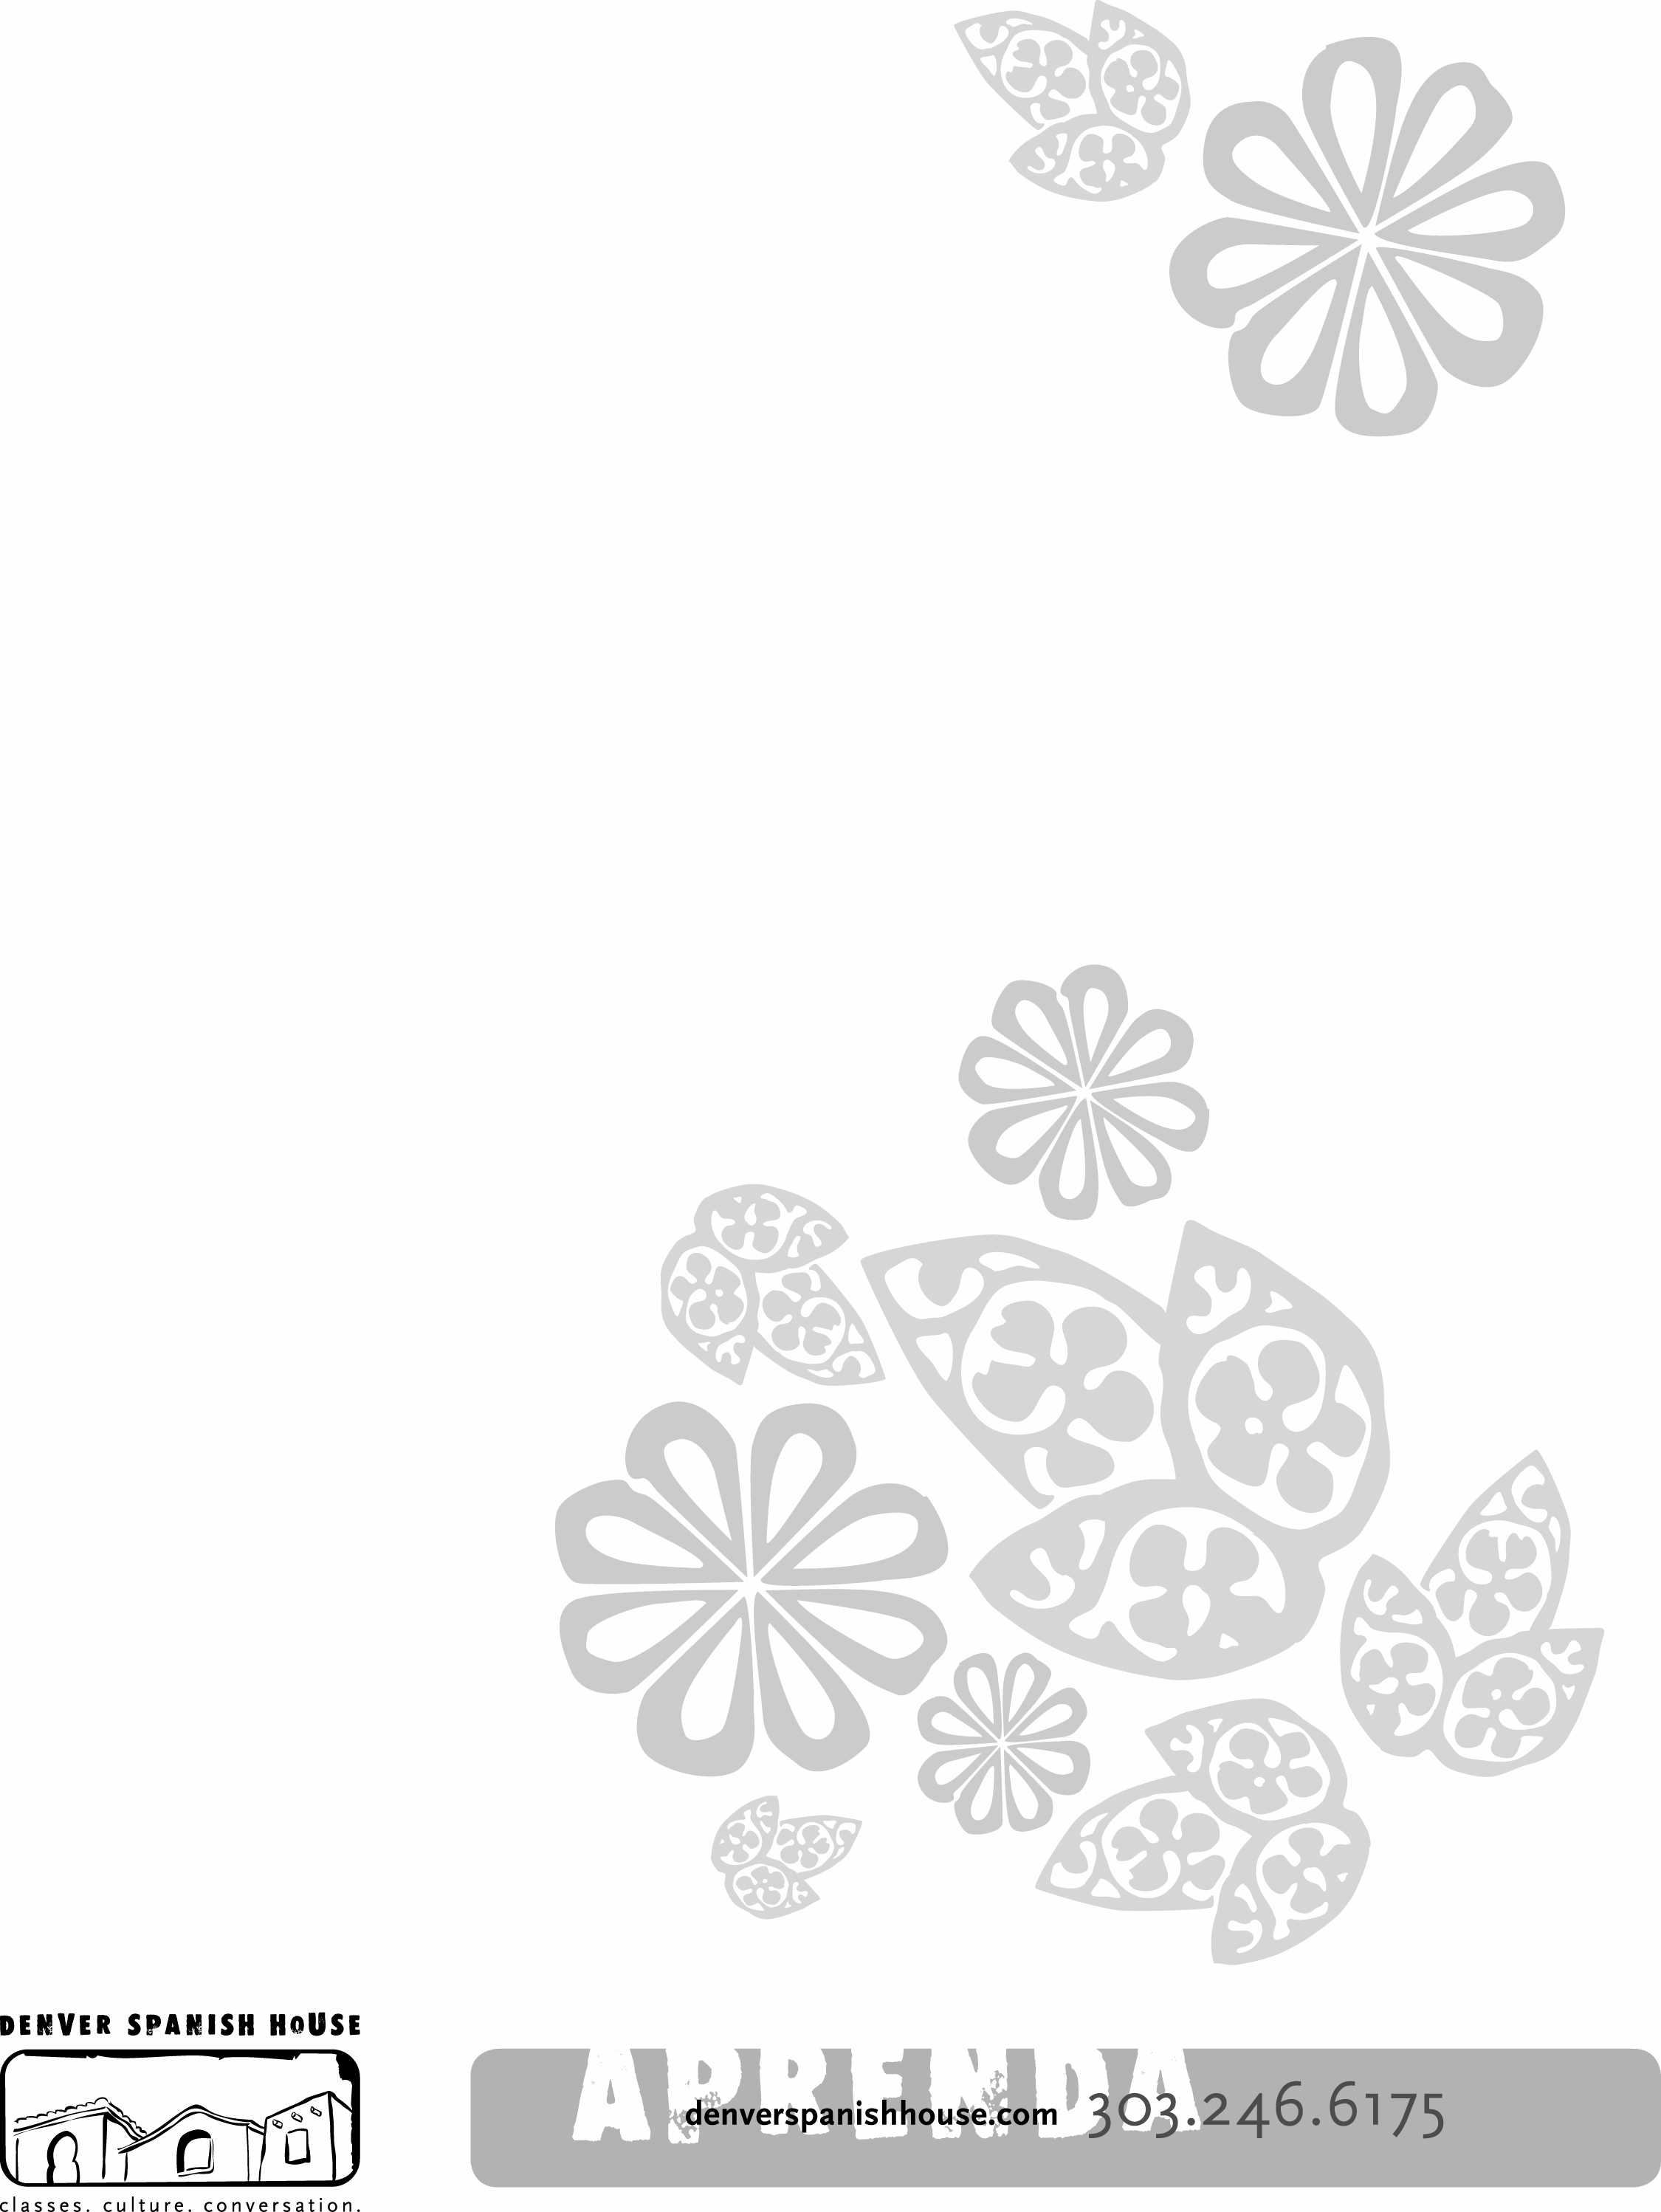 DENVER SPANISH HoUSE
classes. culture. conversation.
APRENDA
denverspanishhouse.com 303.246.6175